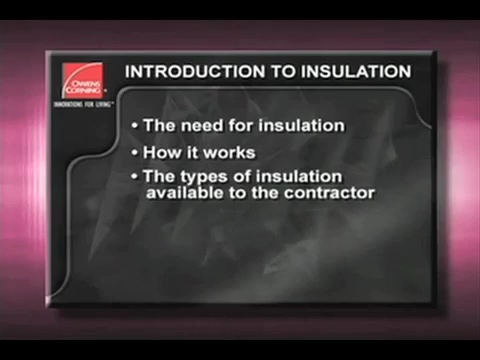 OWENS
CORNING
INNOVATIONS FOR LIVING™
INTRODUCTION TO INSULATION
• The need for insulation
• How it works
• The types of insulation
available to the contractor